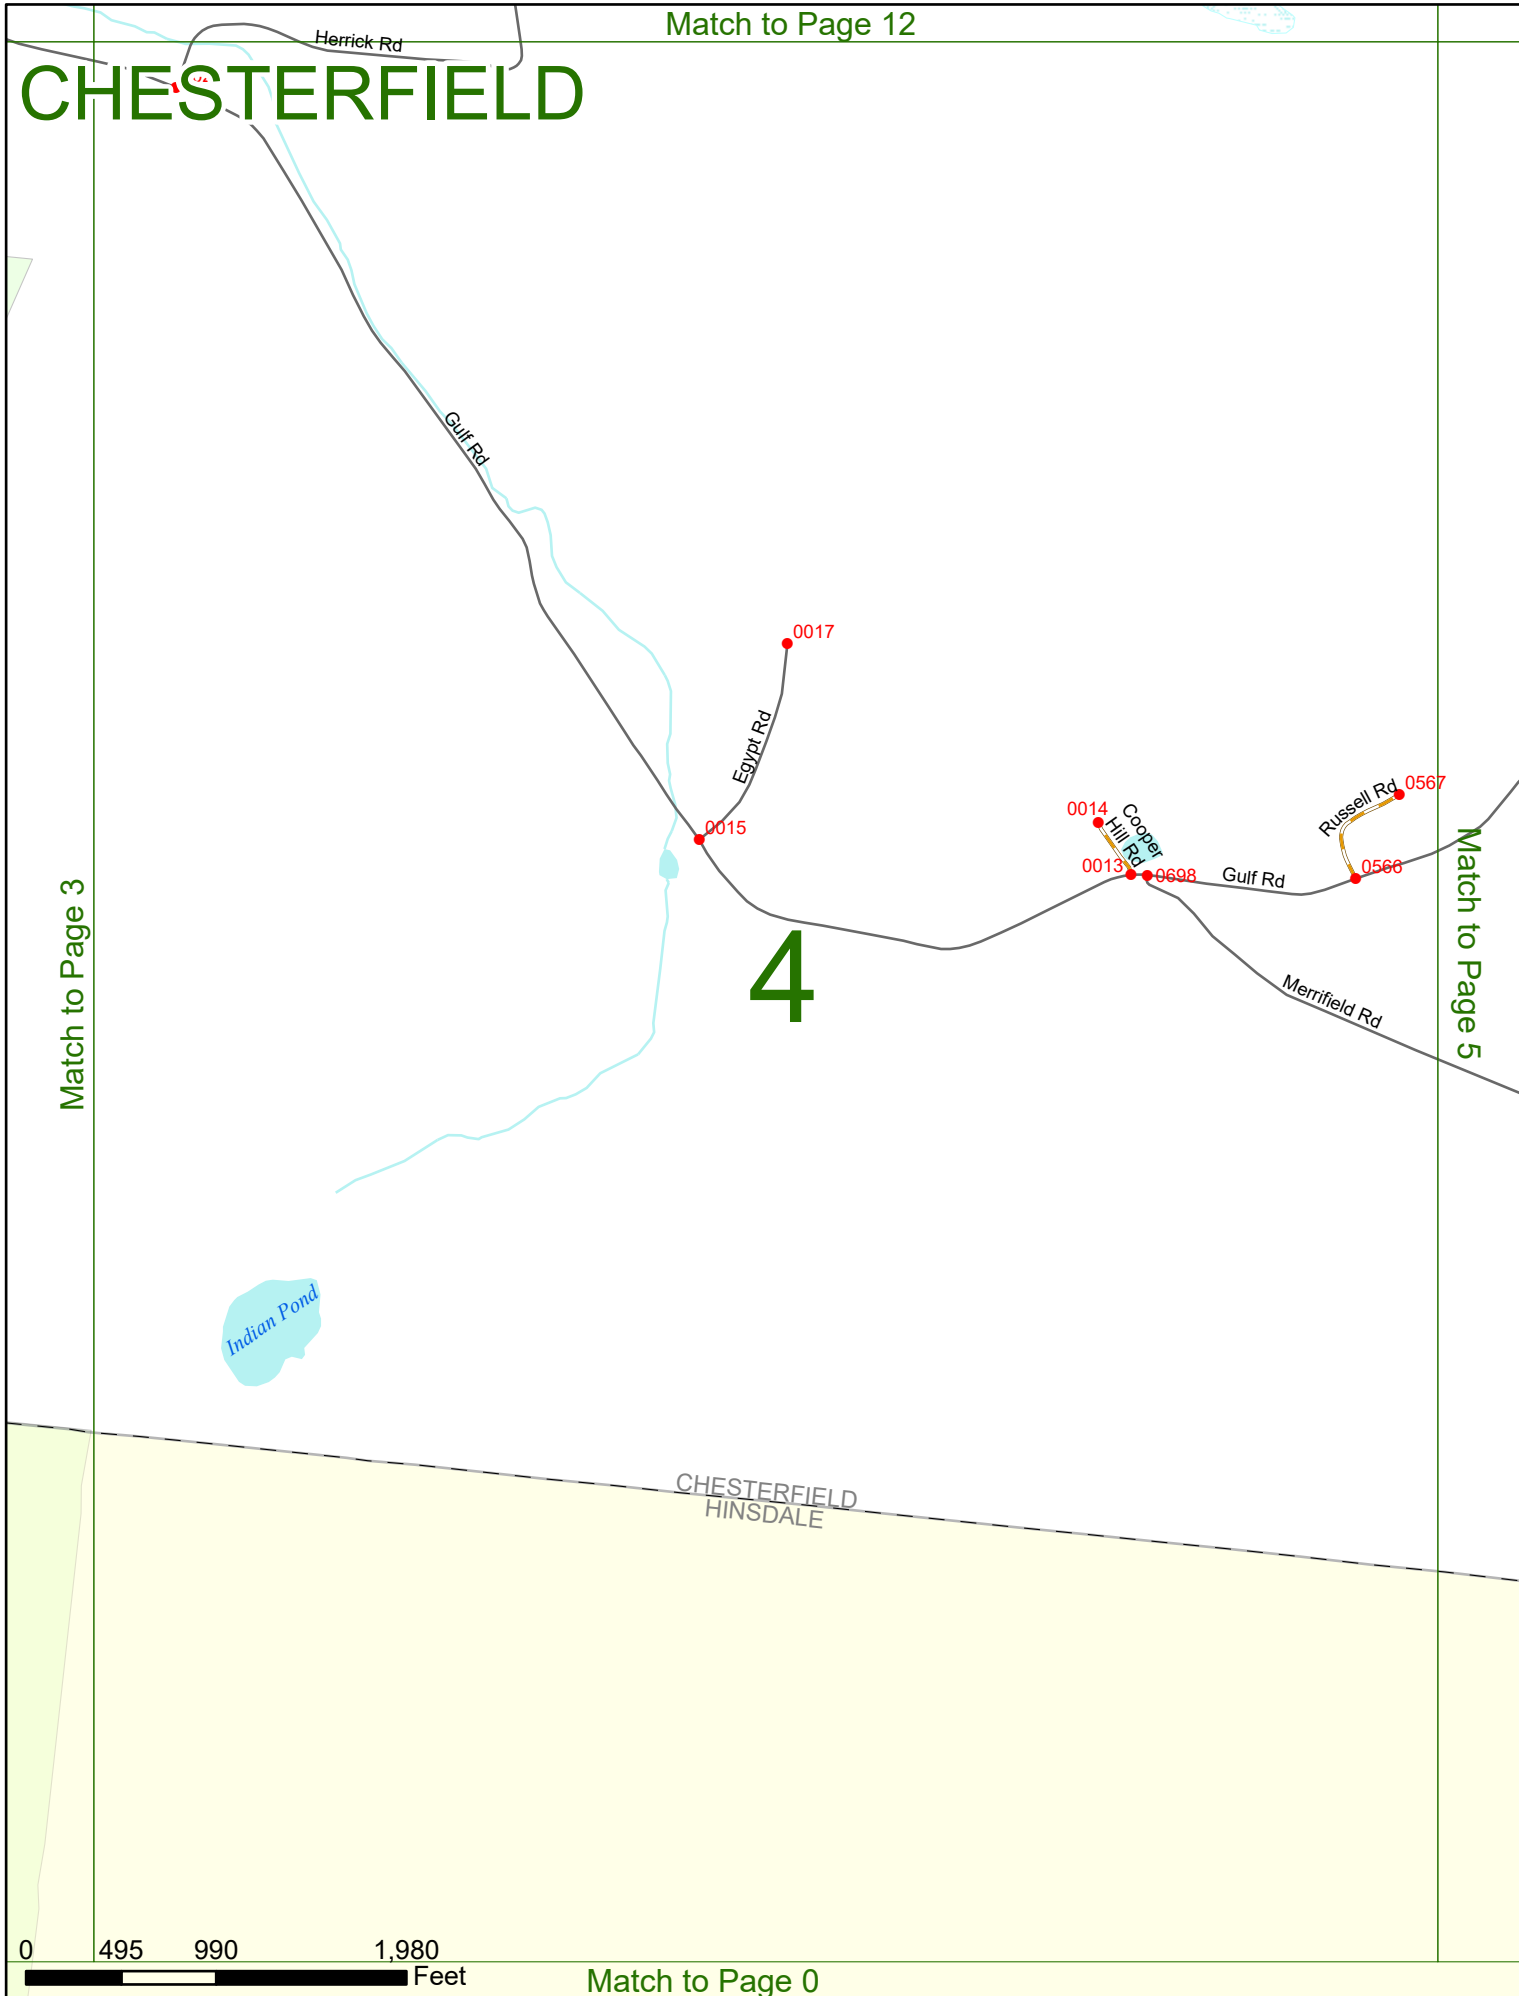 Match to Page 12
Herrick Rd
CHESTERFIELD
Gulf Rd
0017
Egypt Rd
0015
0567
Russell Rd
0014
Cooper
Hill Rd
0013
0698
Gulf Rd
0566
Match to Page 3
Match to Page 5
4
Merrifield Rd
Indian Pond
CHESTERFIELD
HINSDALE
0 495 990 1,980
Feet
Match to Page 0